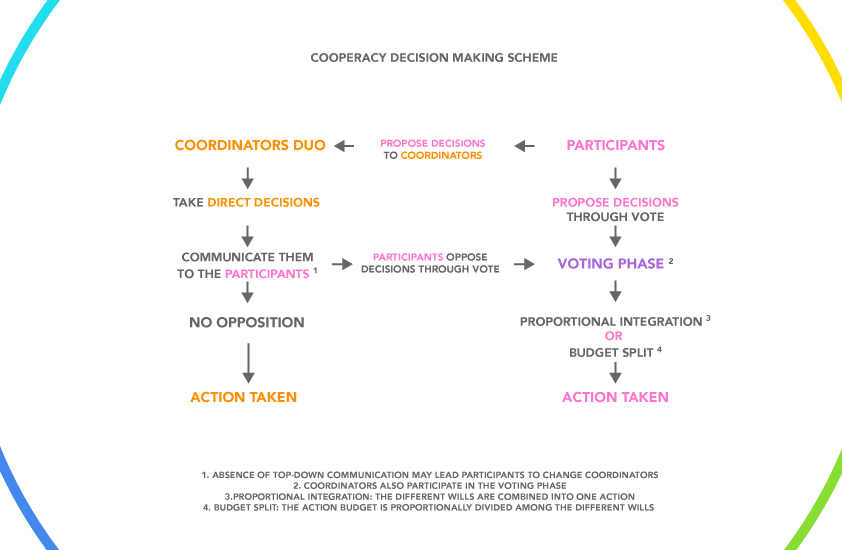 COOPERACY DECISION MAKING SCHEME
COORDINATORS DUO
PROPOSE DECISIONS
TO COORDINATORS
PARTICIPANTS
TAKE DIRECT DECISIONS
PROPOSE DECISIONS
THROUGH VOTE
COMMUNICATE THEM
TO THE PARTICIPANTS 1
PARTICIPANTS OPPOSE
DECISIONS THROUGH VOTE
VOTING PHASE 2
NO OPPOSITION
PROPORTIONAL INTEGRATION 3
OR
BUDGET SPLIT 4
ACTION TAKEN
ACTION TAKEN
1. ABSENCE OF TOP-DOWN COMMUNICATION MAY LEAD PARTICIPANTS TO CHANGE COORDINATORS
2. COORDINATORS ALSO PARTICIPATE IN THE VOTING PHASE
3.PROPORTIONAL INTEGRATION: THE DIFFERENT WILLS ARE COMBINED INTO ONE ACTION
4. BUDGET SPLIT: THE ACTION BUDGET IS PROPORTIONALLY DIVIDED AMONG THE DIFFERENT WILLS